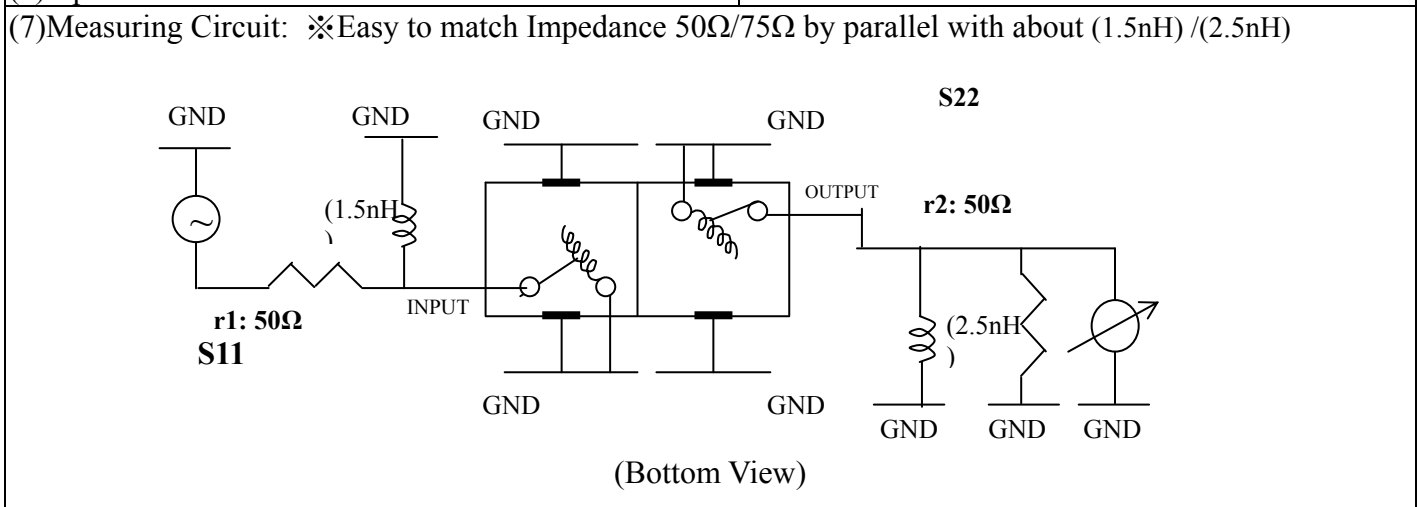 (7)Measuring Circuit: ※Easy to match Impedance 50Ω/75Ω by parallel with about (1.5nH) /(2.5nH)
S22
GND
GND
GND
GND
(1.5nH
)
OUTPUT
r2: 50Ω
INPUT
r1: 50Ω
S11
(2.5nH
)
GND
GND
GND
GND
GND
(Bottom View)